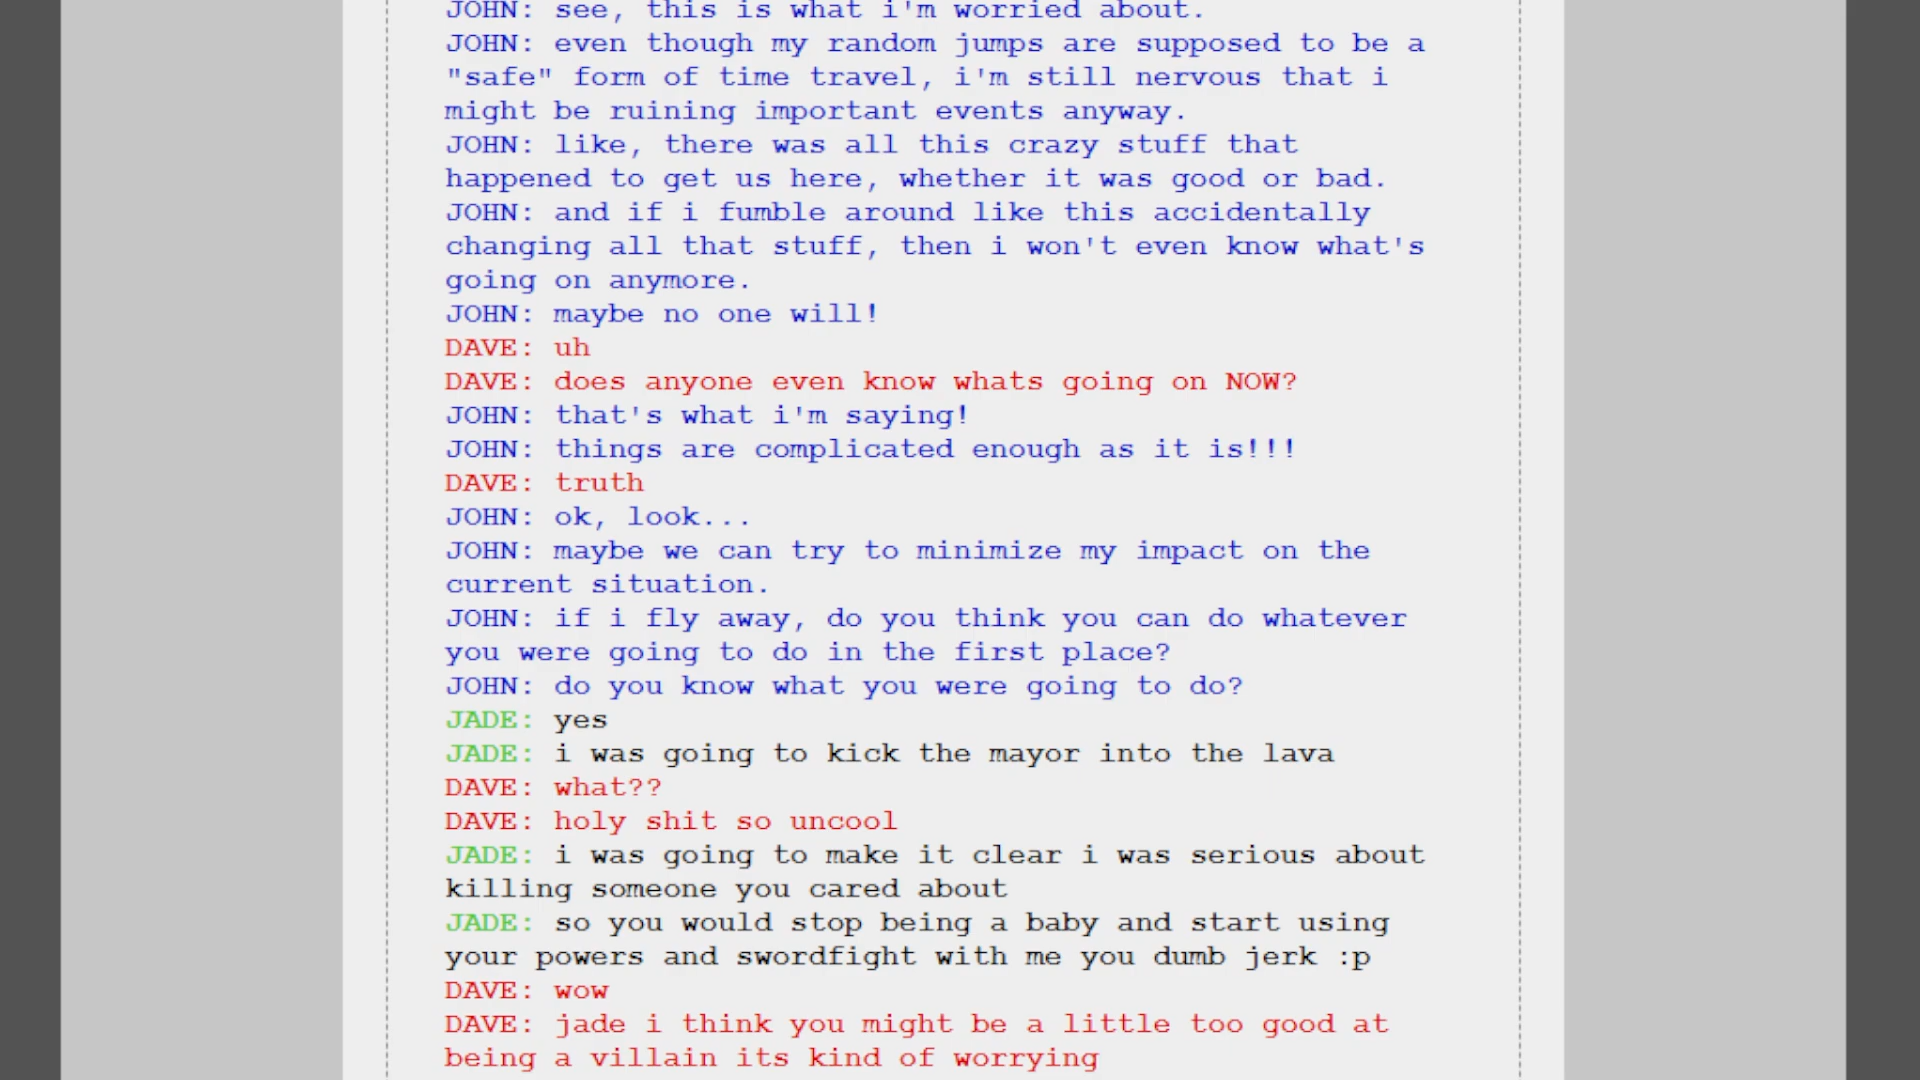 JOHN: see, this is what i'm worried about.
JOHN: even though my random jumps are supposed to be a
"safe" form of time travel, i'm still nervous that i
might be ruining important events anyway.
JOHN: like, there was all this crazy stuff that
happened to get us here, whether it was good or bad.
JOHN: and if i fumble around like this accidentally
changing all that stuff, then i won't even know what's
going on anymore.
JOHN: maybe no one will!
DAVE: uh
DAVE: does anyone even know whats going on NOW?
JOHN: that's what i'm saying!
JOHN: things are complicated enough as it is!!!
DAVE: truth
JOHN: ok, look...
JOHN: maybe we can try to minimize my impact on the
current situation.
JOHN: if i fly away, do you think you can do whatever
you were going to do in the first place?
JOHN: do you know what you were going to do?
JADE: yes
JADE: i was going to kick the mayor into the lava
DAVE: what??
DAVE: holy shit so uncool
JADE: i was going to make it clear i was serious about
killing someone you cared about
JADE: so you would stop being a baby and start using
your powers and swordfight with me you dumb jerk :p
DAVE: wow
DAVE: jade i think you might be a little too good at
being a villain its kind of worrying